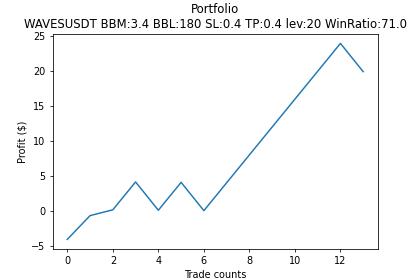 Portfolio
WAVESUSDT BBM:3.4 BBL:180 SL:0.4 TP:0.4 lev:20 WinRatio:71.0
25
20
15
10
5
0
−5
Profit ($)
0 2 4 6 8 10 12
Trade counts